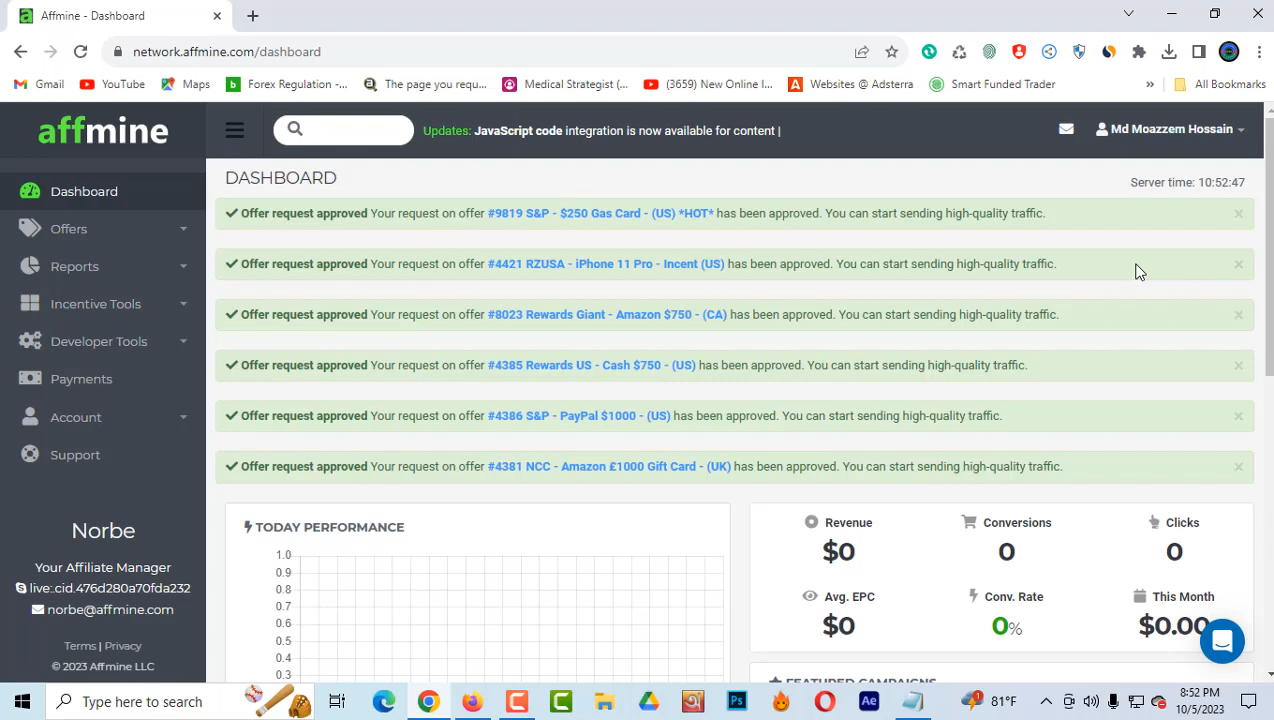 Affmine - Dashboard
network.affmine.com/dashboard
Gmail
YouTube
Maps
Forex Regulation -...
The page you requ...
Medical Strategist (...
(3659) New Online I...
Websites @ Adsterra
Smart Funded Trader
All Bookmarks
affmine
Updates: JavaScript code integration is now available for content |
Md Moazzem Hossain
Dashboard
Offers
Reports
Incentive Tools
Developer Tools
Payments
Account
Support
Norbe
Your Affiliate Manager
live:.cid.476d280a70fda232
norbe@affmine.com
Terms | Privacy
© 2023 Affmine LLC
DASHBOARD
Server time: 10:52:47
Offer request approved Your request on offer #9819 S&P - $250 Gas Card - (US) *HOT* has been approved. You can start sending high-quality traffic.
Offer request approved Your request on offer #4421 RZUSA - iPhone 11 Pro - Incent (US) has been approved. You can start sending high-quality traffic.
Offer request approved Your request on offer #8023 Rewards Giant - Amazon $750 - (CA) has been approved. You can start sending high-quality traffic.
Offer request approved Your request on offer #4385 Rewards US - Cash $750 - (US) has been approved. You can start sending high-quality traffic.
Offer request approved Your request on offer #4386 S&P - PayPal $1000 - (US) has been approved. You can start sending high-quality traffic.
Offer request approved Your request on offer #4381 NCC - Amazon £1000 Gift Card - (UK) has been approved. You can start sending high-quality traffic.
TODAY PERFORMANCE
1.0
0.9
0.8
0.7
0.6
0.5
0.4
0.3
Revenue
$0
Conversions
0
Clicks
0
Avg. EPC
$0
Conv. Rate
0%
This Month
$0.00
FEATURED CAMPAIGNS
Type here to search
Ps
Ae
1
81°F
8:52 PM
10/5/2023